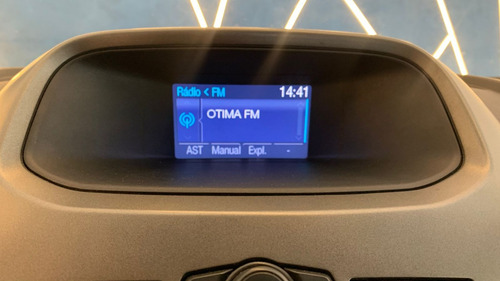 Rádio < FM 14:41
OTIMA FM
AST Manual Expl. -